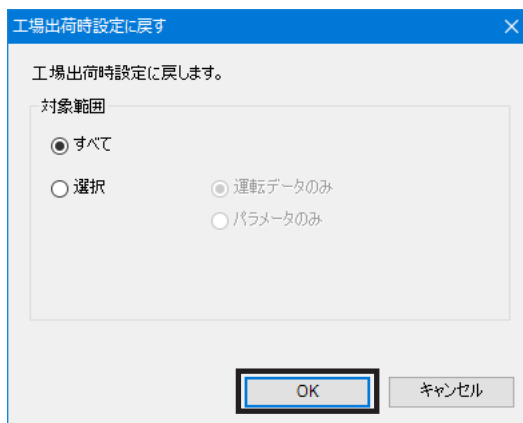 工場出荷時設定に戻す
工場出荷時設定に戻します。
対象範囲
すべて
選択
運転データのみ
パラメータのみ
OK
キャンセル